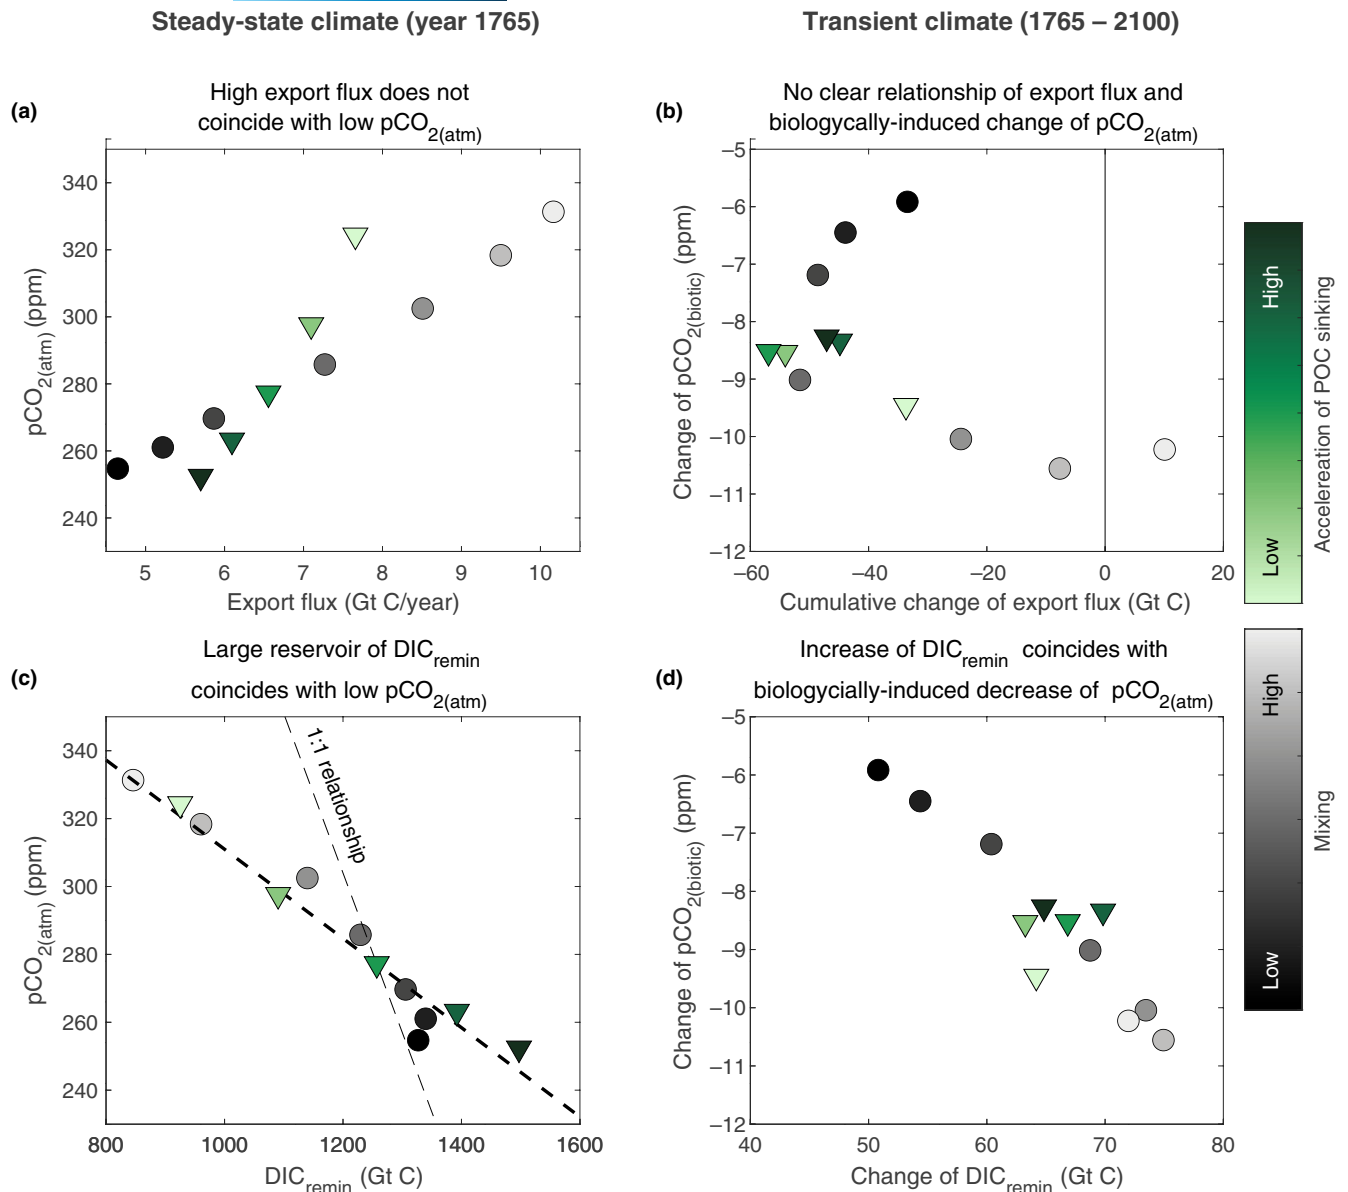 Steady-state climate (year 1765)
Transient climate (1765 – 2100)
(a)
High export flux does not
coincide with low pCO2(atm)
pCO2(atm) (ppm)
340
320
300
280
260
240
5 6 7 8 9 10
Export flux (Gt C/year)
(b)
No clear relationship of export flux and
biologycally-induced change of pCO2(atm)
Change of pCO2(biotic) (ppm)
–5
–6
–7
–8
–9
–10
–11
–12
–60 –40 –20 0 20
Cumulative change of export flux (Gt C)
High
Low
Accelereation of POC sinking
(c)
Large reservoir of DICremin
coincides with low pCO2(atm)
pCO2(atm) (ppm)
340
320
300
280
260
240
1:1 relationship
800 1000 1200 1400 1600
DICremin (Gt C)
(d)
Increase of DICremin coincides with
biologycially-induced decrease of pCO2(atm)
Change of pCO2(biotic) (ppm)
–5
–6
–7
–8
–9
–10
–11
–12
40 50 60 70 80
Change of DICremin (Gt C)
High
Low
Mixing